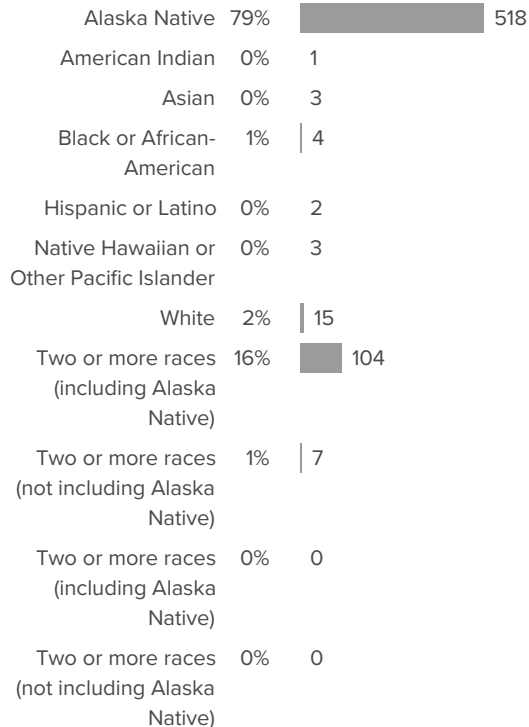 Alaska Native 79% 518
American Indian 0% 1
Asian 0% 3
Black or African- 1% 4
American
Hispanic or Latino 0% 2
Native Hawaiian or 0% 3
Other Pacific Islander
White 2% 15
Two or more races 16% 104
(including Alaska
Native)
Two or more races 1% 7
(not including Alaska
Native)
Two or more races 0% 0
(including Alaska
Native)
Two or more races 0% 0
(not including Alaska
Native)